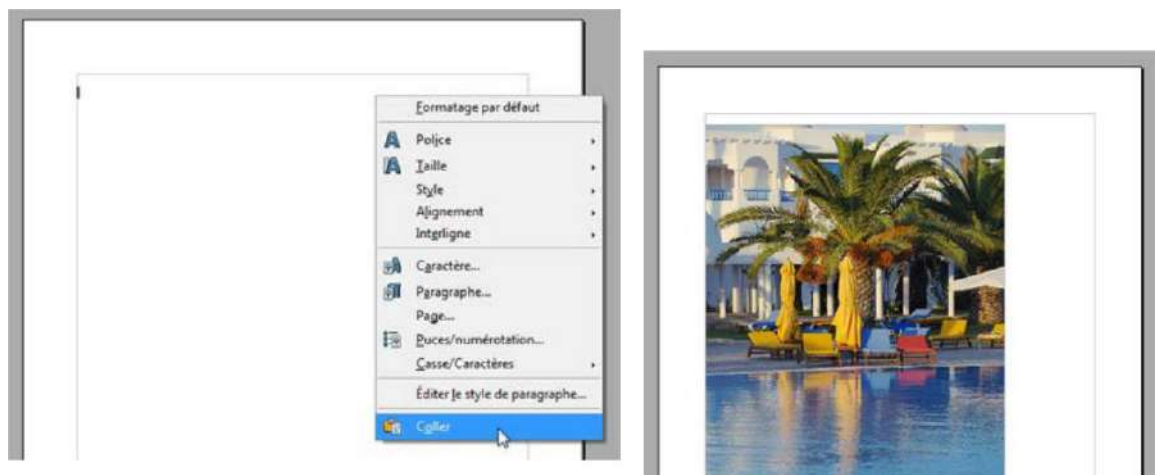 Formatage par défaut
Police
Taille
Style
Alignement
Interligne
Caractère...
Paragraphe...
Page...
Puces/numérotation...
Casse/Caractères
Éditer le style de paragraphe...
Coller